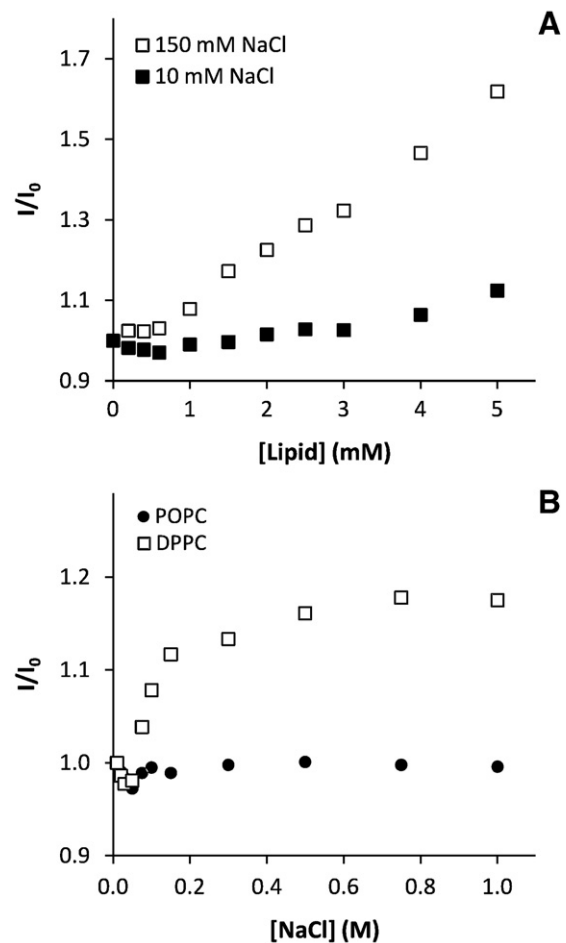 A
150 mM NaCl
10 mM NaCl
1.7
1.5
1.3
1.1
0.9
I/I₀
0 1 2 3 4 5
[Lipid] (mM)
B
POPC
DPPC
1.2
1.1
1.0
0.9
I/I₀
0.0 0.2 0.4 0.6 0.8 1.0
[NaCl] (M)